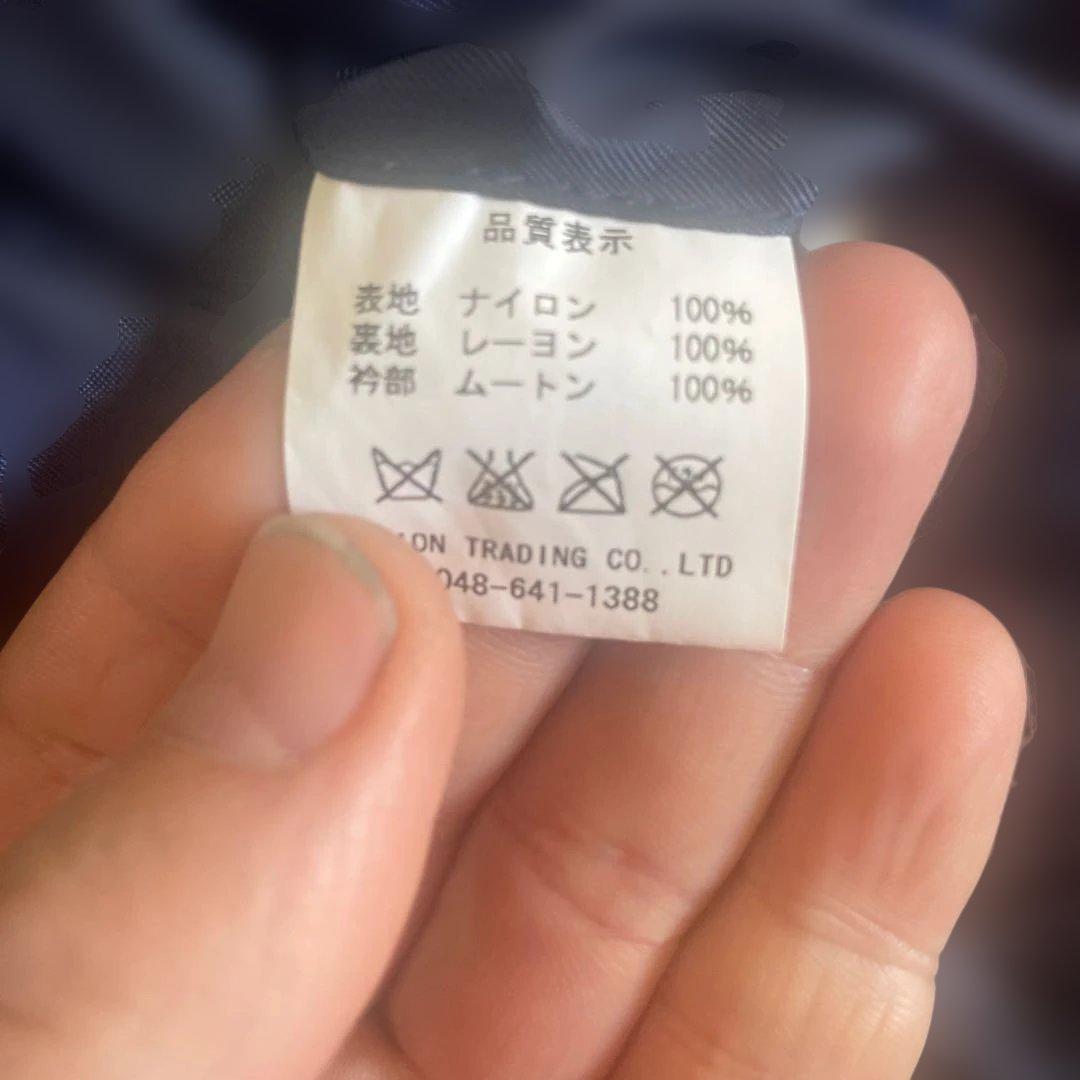 品質表示
表地 ナイロン 100%
裏地 レーヨン 100%
衿部 ムートン 100%
TRADING CO..LTD
048-641-1388